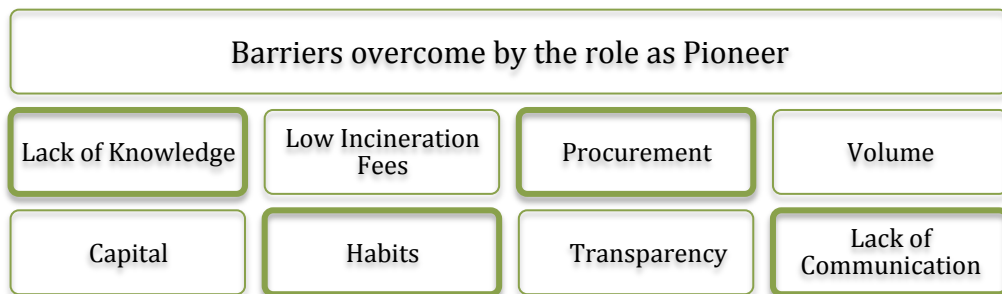 Barriers overcome by the role as Pioneer
Lack of Knowledge
Low Incineration
Fees
Procurement
Volume
Capital
Habits
Transparency
Lack of
Communication